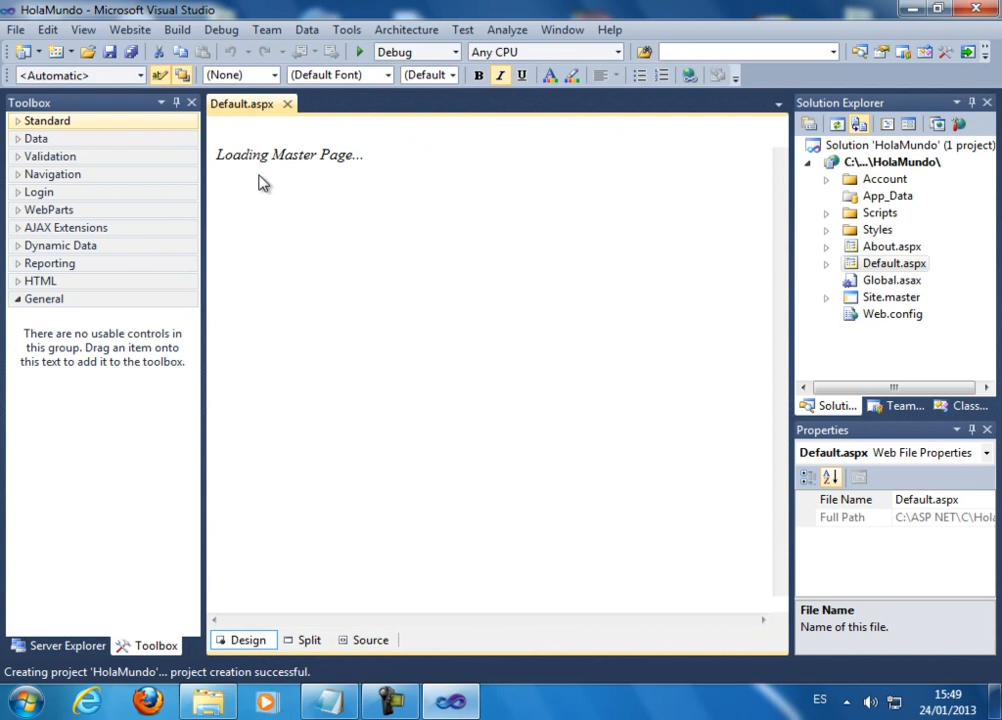 HolaMundo - Microsoft Visual Studio
File Edit View Website Build Debug Team Data Tools Architecture Test Analyze Window Help
Debug Any CPU
<Automatic> (None) (Default Font) (Default B I U A
Toolbox
Standard
Data
Validation
Navigation
Login
WebParts
AJAX Extensions
Dynamic Data
Reporting
HTML
General
There are no usable controls in
this group. Drag an item onto
this text to add it to the toolbox.
Server Explorer Toolbox
Default.aspx
Loading Master Page...
Design Split Source
Solution Explorer
Solution 'HolaMundo' (1 project)
C:\...\HolaMundo\
Account
App_Data
Scripts
Styles
About.aspx
Default.aspx
Global.asax
Site.master
Web.config
Soluti... Team... Class...
Properties
Default.aspx Web File Properties
File Name Default.aspx
Full Path C:\ASP NET\C\Hola
File Name
Name of this file.
Creating project 'HolaMundo'... project creation successful.
ES
15:49
24/01/2013